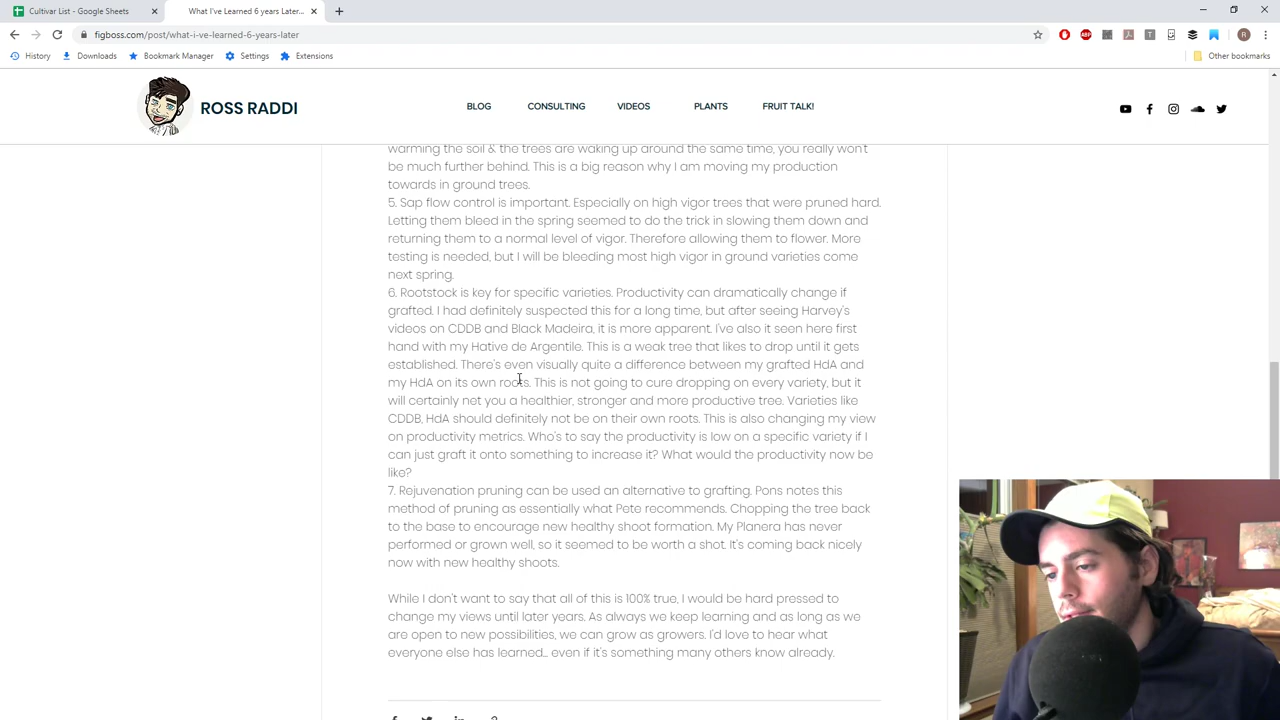 Cultivar List - Google Sheets
What I've Learned 6 years Later...
figboss.com/post/what-i-ve-learned-6-years-later
History
Downloads
Bookmark Manager
Settings
Extensions
Other bookmarks
ROSS RADDI
BLOG
CONSULTING
VIDEOS
PLANTS
FRUIT TALK!
warming the soil & the trees are waking up around the same time, you really won't
be much further behind. This is a big reason why I am moving my production
towards in ground trees.
5. Sap flow control is important. Especially on high vigor trees that were pruned hard.
Letting them bleed in the spring seemed to do the trick in slowing them down and
returning them to a normal level of vigor. Therefore allowing them to flower. More
testing is needed, but I will be bleeding most high vigor in ground varieties come
next spring.
6. Rootstock is key for specific varieties. Productivity can dramatically change if
grafted. I had definitely suspected this for a long time, but after seeing Harvey's
videos on CDDB and Black Madeira, it is more apparent. I've also it seen here first
hand with my Hative de Argentile. This is a weak tree that likes to drop until it gets
established. There's even visually quite a difference between my grafted HdA and
my HdA on its own roots. This is not going to cure dropping on every variety, but it
will certainly net you a healthier, stronger and more productive tree. Varieties like
CDDB, HdA should definitely not be on their own roots. This is also changing my view
on productivity metrics. Who's to say the productivity is low on a specific variety if I
can just graft it onto something to increase it? What would the productivity now be
like?
7. Rejuvenation pruning can be used an alternative to grafting. Pons notes this
method of pruning as essentially what Pete recommends. Chopping the tree back
to the base to encourage new healthy shoot formation. My Planera has never
performed or grown well, so it seemed to be worth a shot. It's coming back nicely
now with new healthy shoots.
While I don't want to say that all of this is 100% true, I would be hard pressed to
change my views until later years. As always we keep learning and as long as we
are open to new possibilities, we can grow as growers. I'd love to hear what
everyone else has learned... even if it's something many others know already.